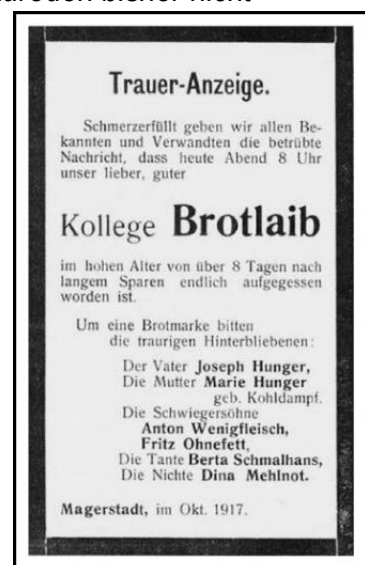 bisher nicht
Trauer-Anzeige.
Schmerzerfüllt geben wir allen Be-
kannten und Verwandten die betrübte
Nachricht, dass heute Abend 8 Uhr
unser lieber, guter
Kollege Brotlaib
im hohen Alter von über 8 Tagen nach
langem Sparen endlich aufgegessen
worden ist.
Um eine Brotmarke bitten
die traurigen Hinterbliebenen:
Der Vater Joseph Hunger,
Die Mutter Marie Hunger
geb. Kohldampf.
Die Schwiegersöhne
Anton Wenigfleisch,
Fritz Ohnefett,
Die Tante Berta Schmalhans,
Die Nichte Dina Mehlnot.
Magerstadt, im Okt. 1917.